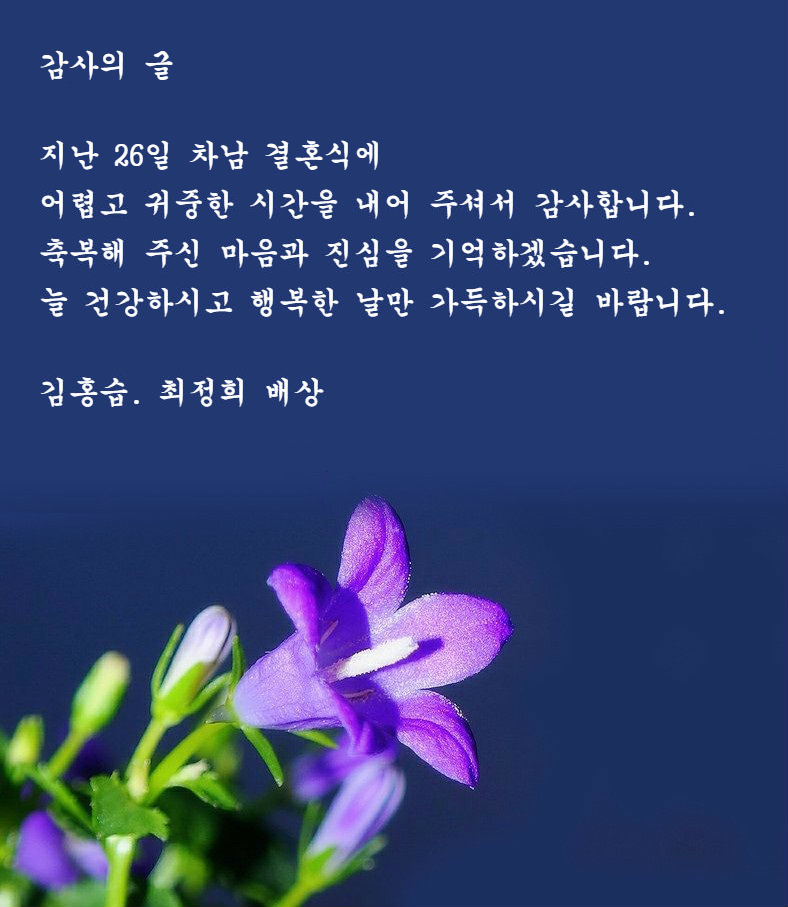 감사의 글
지난 26일 차남 결혼식에
어렵고 귀중한 시간을 내어 주셔서 감사합니다.
축복해 주신 마음과 진심을 기억하겠습니다.
늘 건강하시고 행복한 날만 가득하시길 바랍니다.
김홍습. 최정희 배상